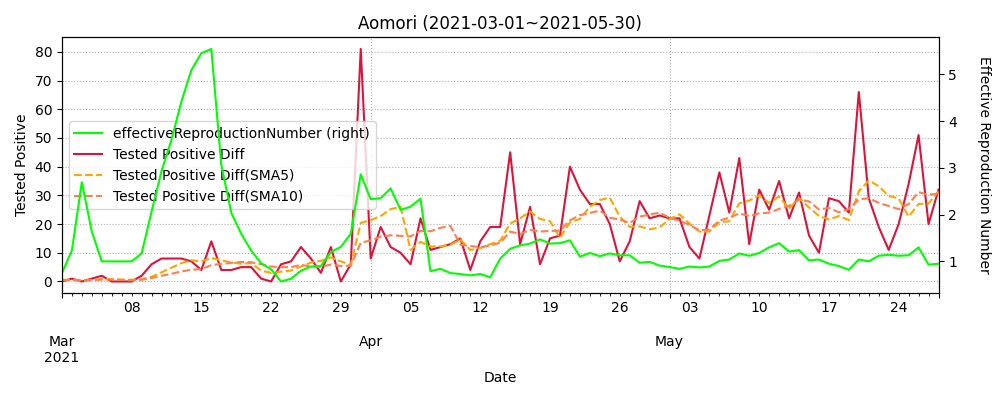 Aomori (2021-03-01~2021-05-30)
80
70
60
50
40
30
20
10
0
Tested Positive
5
4
3
2
1
Effective Reproduction Number
effectiveReproductionNumber (right)
Tested Positive Diff
Tested Positive Diff(SMA5)
Tested Positive Diff(SMA10)
08 15 22 29 05 12 19 26 03 10 17 24
Mar Apr May
2021
Date